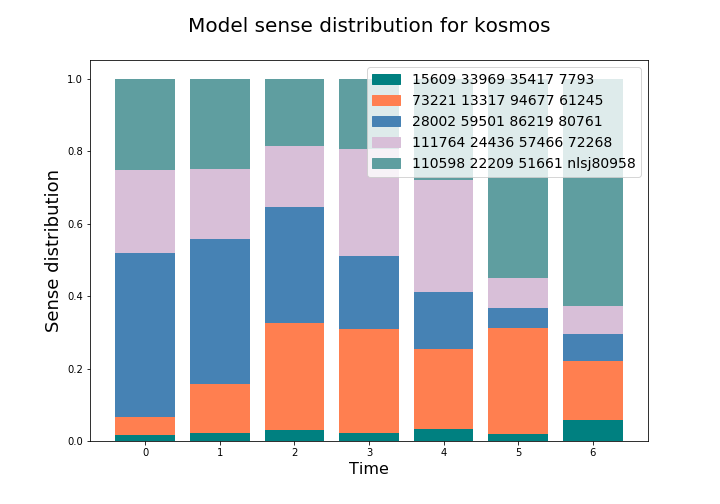 Model sense distribution for kosmos
15609 33969 35417 7793
73221 13317 94677 61245
28002 59501 86219 80761
111764 24436 57466 72268
110598 22209 51661 nlsj80958
Sense distribution
1.0
0.8
0.6
0.4
0.2
0.0
0 1 2 3 4 5 6
Time